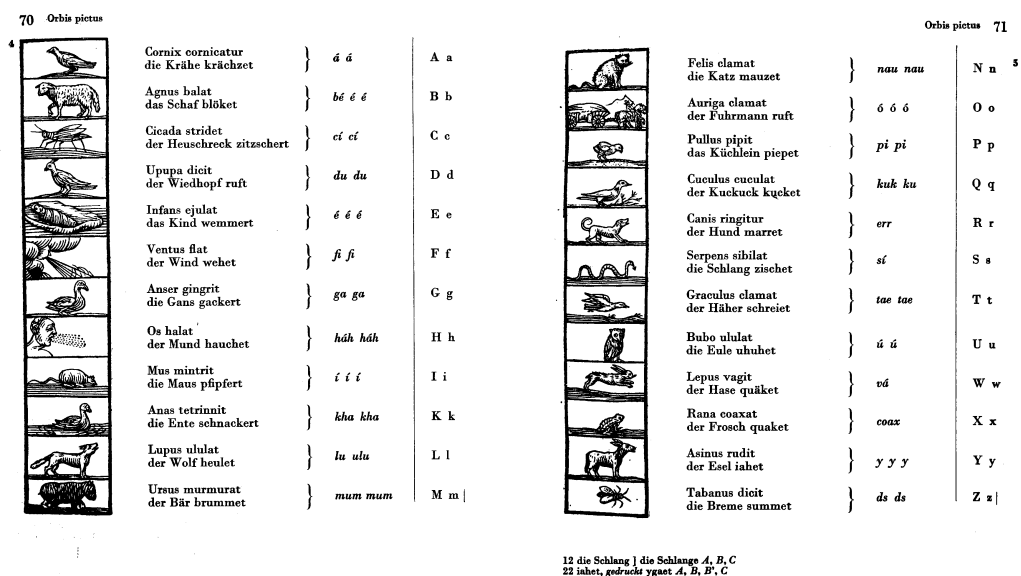 70 Orbis pictus
4
Cornix cornicatur
die Krähe krächzet } á á A a
Agnus balat
das Schaf blöket } bé é é B b
Cicada stridet
der Heuschreck zitzschert } cí cí C c
Upupa dicit
der Wiedhopf ruft } du du D d
Infans ejulat
das Kind wemmert } é é é E e
Ventus flat
der Wind wehet } fi fi F f
Anser gingrit
die Gans gackert } ga ga G g
Os halat
der Mund hauchet } háh háh H h
Mus mintrit
die Maus pfipfert } í í í I i
Anas tetrinnit
die Ente schnackert } kha kha K k
Lupus ululat
der Wolf heulet } lu ulu L l
Ursus murmurat
der Bär brummet } mum mum M m|
Orbis pictus 71
5
Felis clamat
die Katz mauzet } nau nau N n
Auriga clamat
der Fuhrmann ruft } ó ó ó O o
Pullus pipit
das Küchlein piepet } pi pi P p
Cuculus cuculat
der Kuckuck kucket } kuk ku Q q
Canis ringitur
der Hund marret } err R r
Serpens sibilat
die Schlang zischet } sí S s
Graculus clamat
der Häher schreiet } tae tae T t
Bubo ululat
die Eule uhuhet } ú ú U u
Lepus vagit
der Hase quäket } vá W w
Rana coaxat
der Frosch quaket } coax X x
Asinus rudit
der Esel iahet } y y y Y y
Tabanus dicit
die Breme summet } ds ds Z z|
12 die Schlang ] die Schlange A, B, C
22 iahet, gedruckt ygaet A, B, B', C